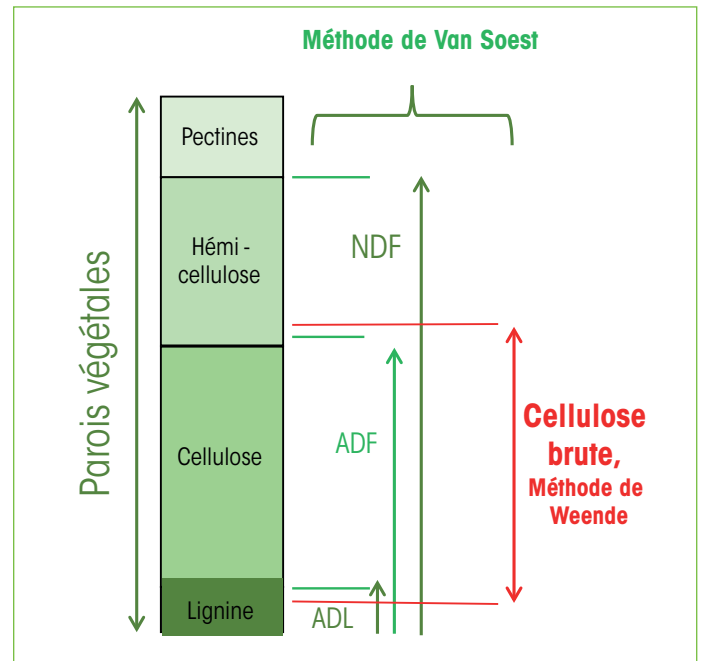 Méthode de Van Soest
Parois végétales
Pectines
Hémi -
cellulose
Cellulose
Lignine
NDF
ADF
ADL
Cellulose
brute,
Méthode de
Weende